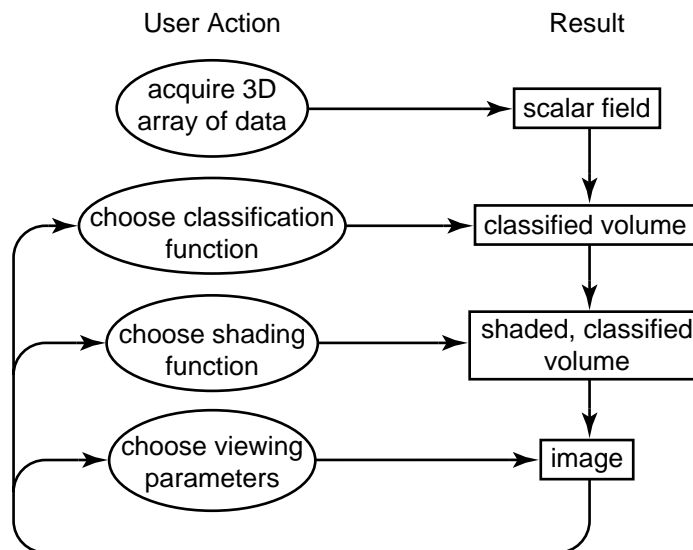 User Action
Result
acquire 3D
array of data
scalar field
choose classification
function
classified volume
choose shading
function
shaded, classified
volume
choose viewing
parameters
image